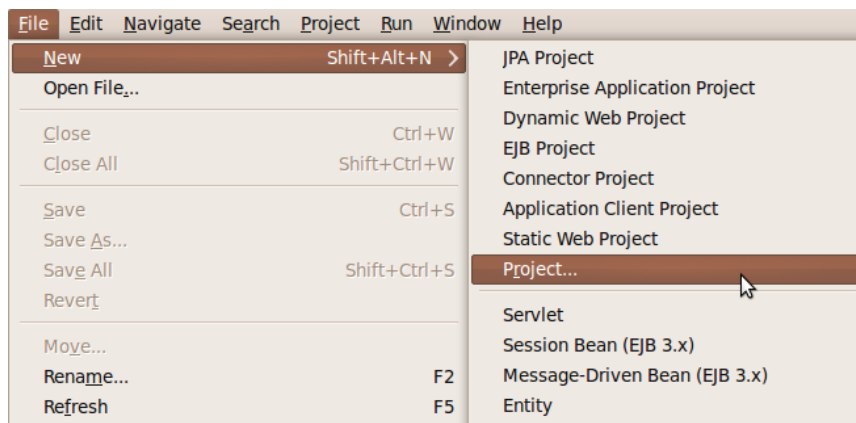 File Edit Navigate Search Project Run Window Help
New Shift+Alt+N
Open File...
Close Ctrl+W
Close All Shift+Ctrl+W
Save Ctrl+S
Save As...
Save All Shift+Ctrl+S
Revert
Move...
Rename... F2
Refresh F5
JPA Project
Enterprise Application Project
Dynamic Web Project
EJB Project
Connector Project
Application Client Project
Static Web Project
Project...
Servlet
Session Bean (EJB 3.x)
Message-Driven Bean (EJB 3.x)
Entity